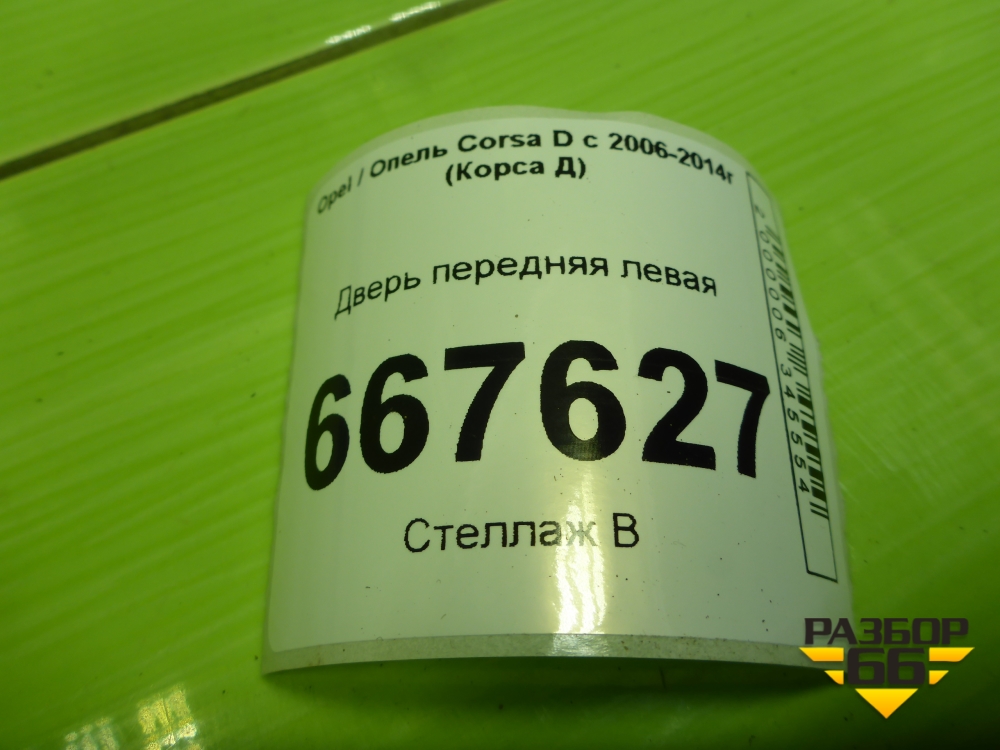 Opel / Опель Corsa D с 2006-2014г
(Корса Д)
Дверь передняя левая
667627
Стеллаж В
2000006345554
РАЗБОР
66